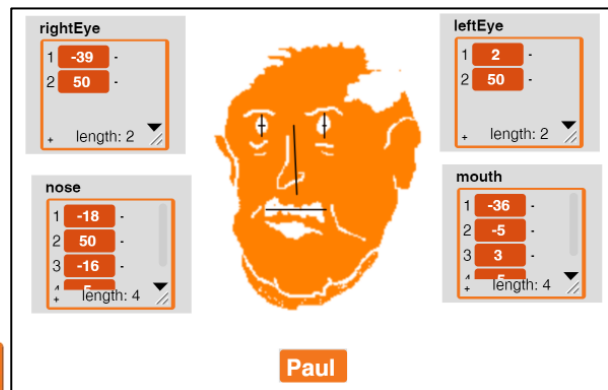 rightEye
1 -39 -
2 50 -
+ length: 2
leftEye
1 2 -
2 50 -
+ length: 2
nose
1 -18 -
2 50 -
3 -16 -
+ length: 4
mouth
1 -36 -
2 -5 -
3 3 -
+ length: 4
Paul